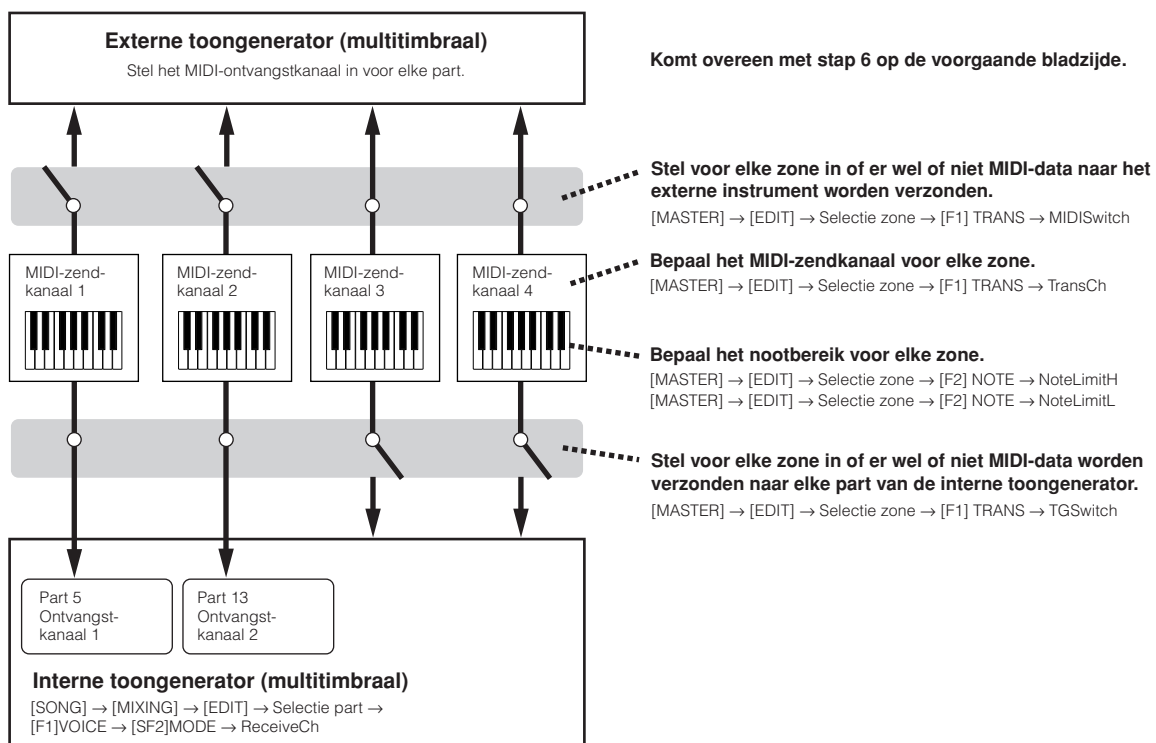 Externe toongenerator (multitimbraal)
Stel het MIDI-ontvangstkanaal in voor elke part.
Komt overeen met stap 6 op de voorgaande bladzijde.
Stel voor elke zone in of er wel of niet MIDI-data naar het
externe instrument worden verzonden.
[MASTER] → [EDIT] → Selectie zone → [F1] TRANS → MIDISwitch
MIDI-zend-
kanaal 1
MIDI-zend-
kanaal 2
MIDI-zend-
kanaal 3
MIDI-zend-
kanaal 4
Bepaal het MIDI-zendkanaal voor elke zone.
[MASTER] → [EDIT] → Selectie zone → [F1] TRANS → TransCh
Bepaal het nootbereik voor elke zone.
[MASTER] → [EDIT] → Selectie zone → [F2] NOTE → NoteLimitH
[MASTER] → [EDIT] → Selectie zone → [F2] NOTE → NoteLimitL
Stel voor elke zone in of er wel of niet MIDI-data worden
verzonden naar elke part van de interne toongenerator.
[MASTER] → [EDIT] → Selectie zone → [F1] TRANS → TGSwitch
Part 5
Ontvangst-
kanaal 1
Part 13
Ontvangst-
kanaal 2
Interne toongenerator (multitimbraal)
[SONG] → [MIXING] → [EDIT] → Selectie part →
[F1]VOICE → [SF2]MODE → ReceiveCh